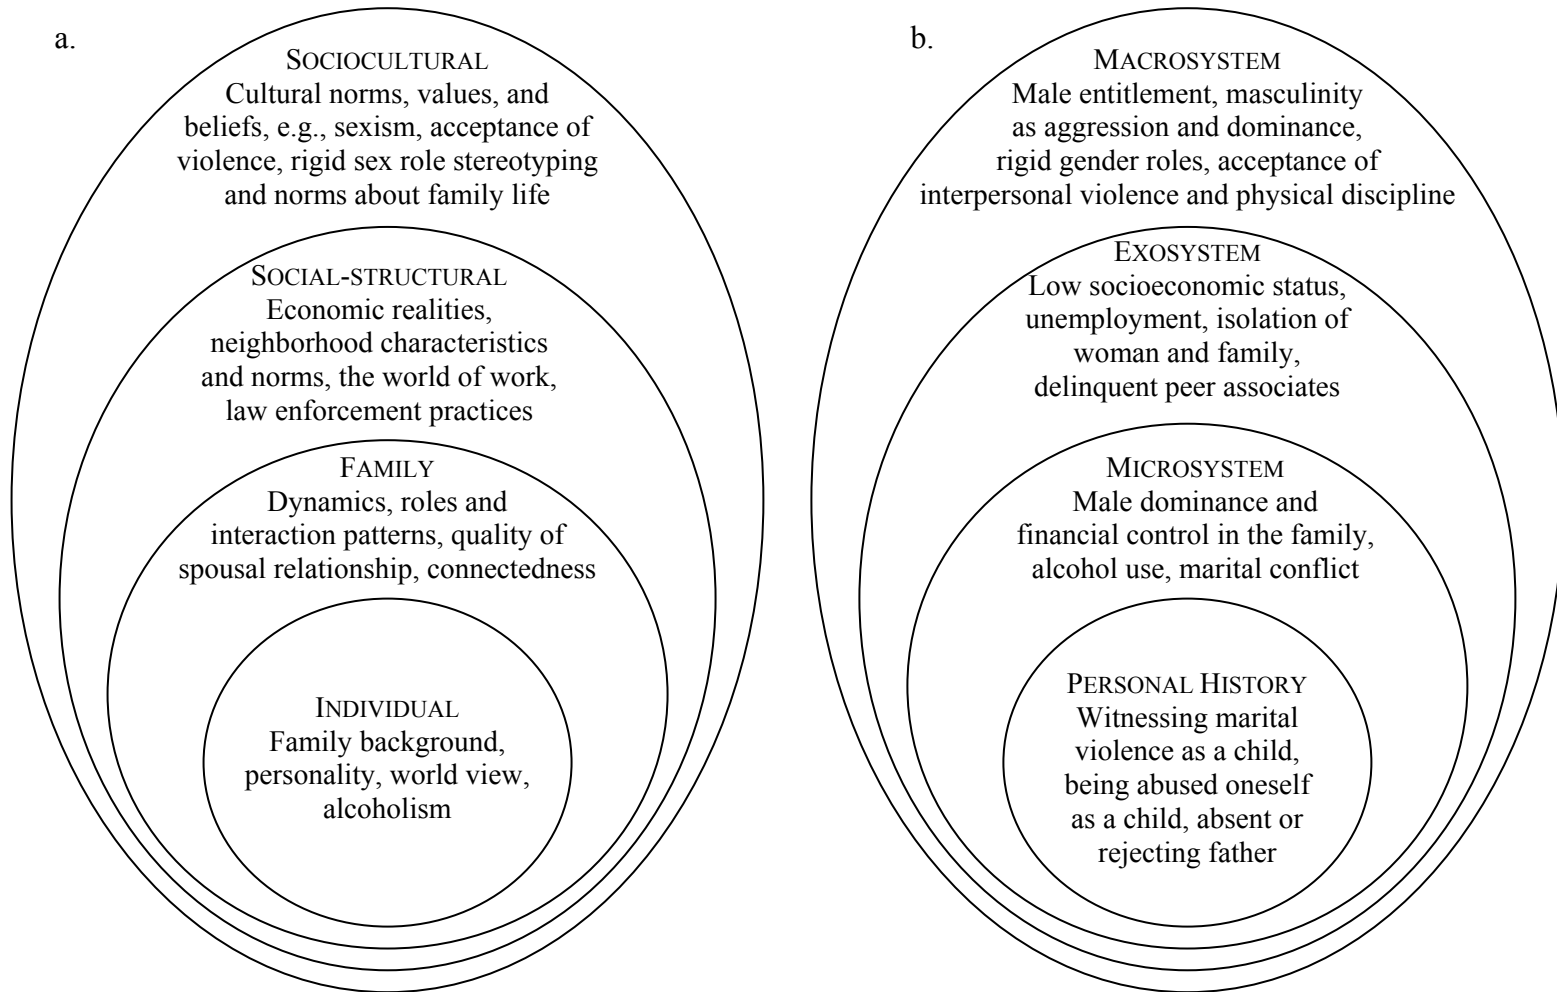 a.
SOCIOCULTURAL
Cultural norms, values, and
beliefs, e.g., sexism, acceptance of
violence, rigid sex role stereotyping
and norms about family life
SOCIAL-STRUCTURAL
Economic realities,
neighborhood characteristics
and norms, the world of work,
law enforcement practices
FAMILY
Dynamics, roles and
interaction patterns, quality of
spousal relationship, connectedness
INDIVIDUAL
Family background,
personality, world view,
alcoholism
b.
MACROSYSTEM
Male entitlement, masculinity
as aggression and dominance,
rigid gender roles, acceptance of
interpersonal violence and physical discipline
EXOSYSTEM
Low socioeconomic status,
unemployment, isolation of
woman and family,
delinquent peer associates
MICROSYSTEM
Male dominance and
financial control in the family,
alcohol use, marital conflict
PERSONAL HISTORY
Witnessing marital
violence as a child,
being abused oneself
as a child, absent or
rejecting father